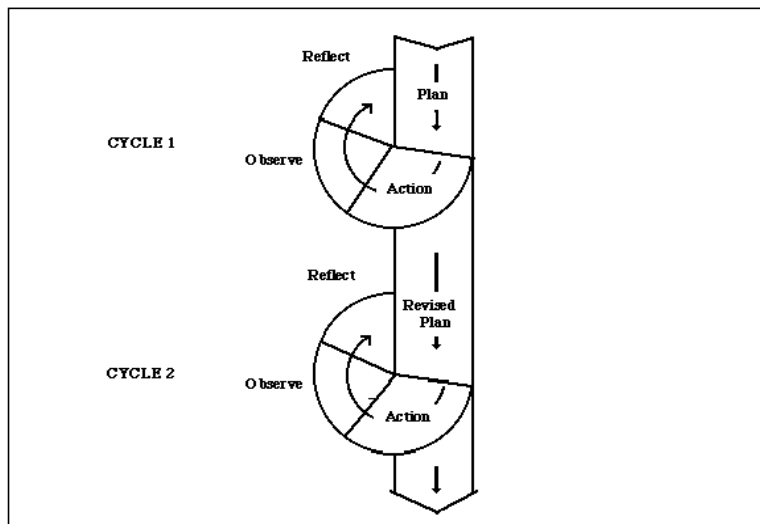 Reflect
Plan
CYCLE 1
Observe
Action
Reflect
Revised
Plan
CYCLE 2
Observe
Action